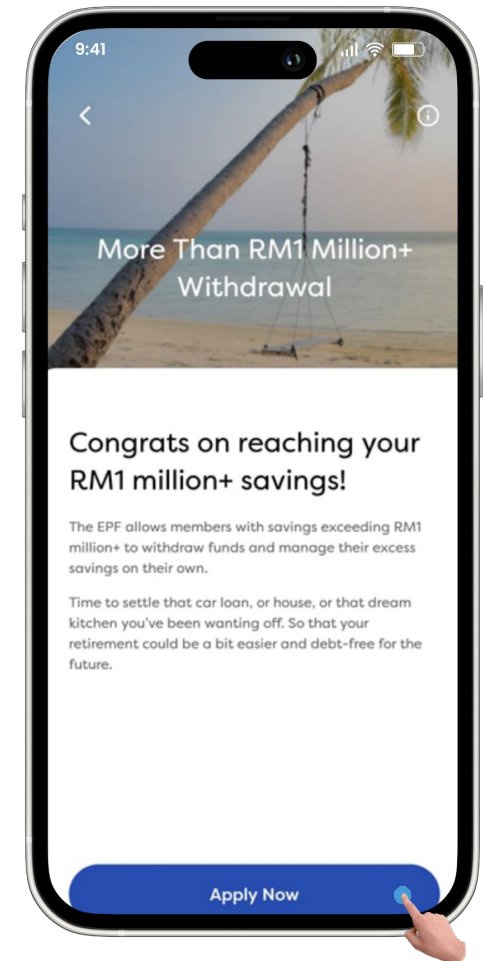 9:41
More Than RM1 Million+
Withdrawal
Congrats on reaching your
RM1 million+ savings!
The EPF allows members with savings exceeding RM1
million+ to withdraw funds and manage their excess
savings on their own.
Time to settle that car loan, or house, or that dream
kitchen you've been wanting off. So that your
retirement could be a bit easier and debt-free for the
future.
Apply Now